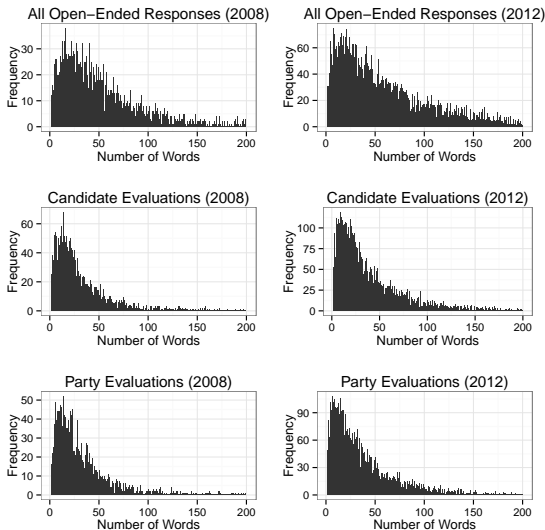 All Open−Ended Responses (2008)
Frequency
30
20
10
0
0 50 100 150 200
Number of Words
All Open−Ended Responses (2012)
Frequency
60
40
20
0
0 50 100 150 200
Number of Words
Candidate Evaluations (2008)
Frequency
60
40
20
0
0 50 100 150 200
Number of Words
Candidate Evaluations (2012)
Frequency
100
75
50
25
0
0 50 100 150 200
Number of Words
Party Evaluations (2008)
Frequency
50
40
30
20
10
0
0 50 100 150 200
Number of Words
Party Evaluations (2012)
Frequency
90
60
30
0
0 50 100 150 200
Number of Words